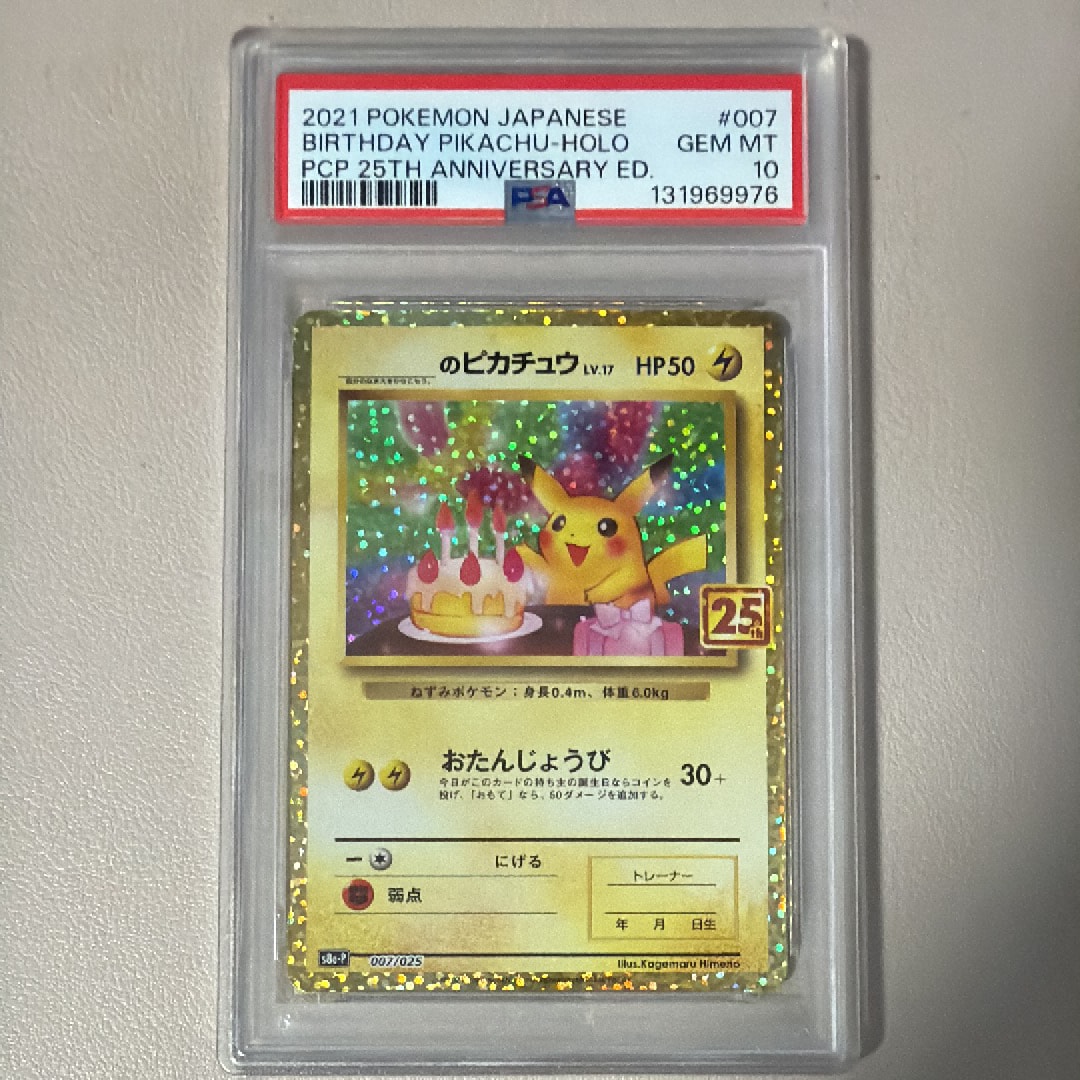 2021 POKEMON JAPANESE #007
BIRTHDAY PIKACHU-HOLO GEM MT
PCP 25TH ANNIVERSARY ED. 10
PSA 131969976
のピカチュウ LV.17 HP50
25th
ねずみポケモン：身長0.4m、体重6.0kg
おたんじょうび 30+
今日がこのカードの持ち主の誕生日ならコインを
投げ、「おもて」なら、50ダメージを追加する。
にげる
弱点
トレーナー
年 月 日生
s8a-P 007/025
Illus.Kagemaru Himeno